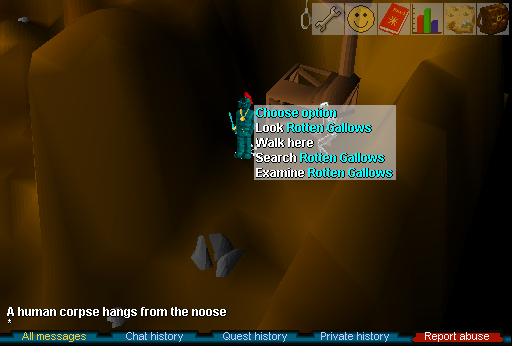 Choose option
Look Rotten Gallows
Walk here
Search Rotten Gallows
Examine Rotten Gallows
A human corpse hangs from the noose
*
All messages
Chat history
Quest history
Private history
Report abuse